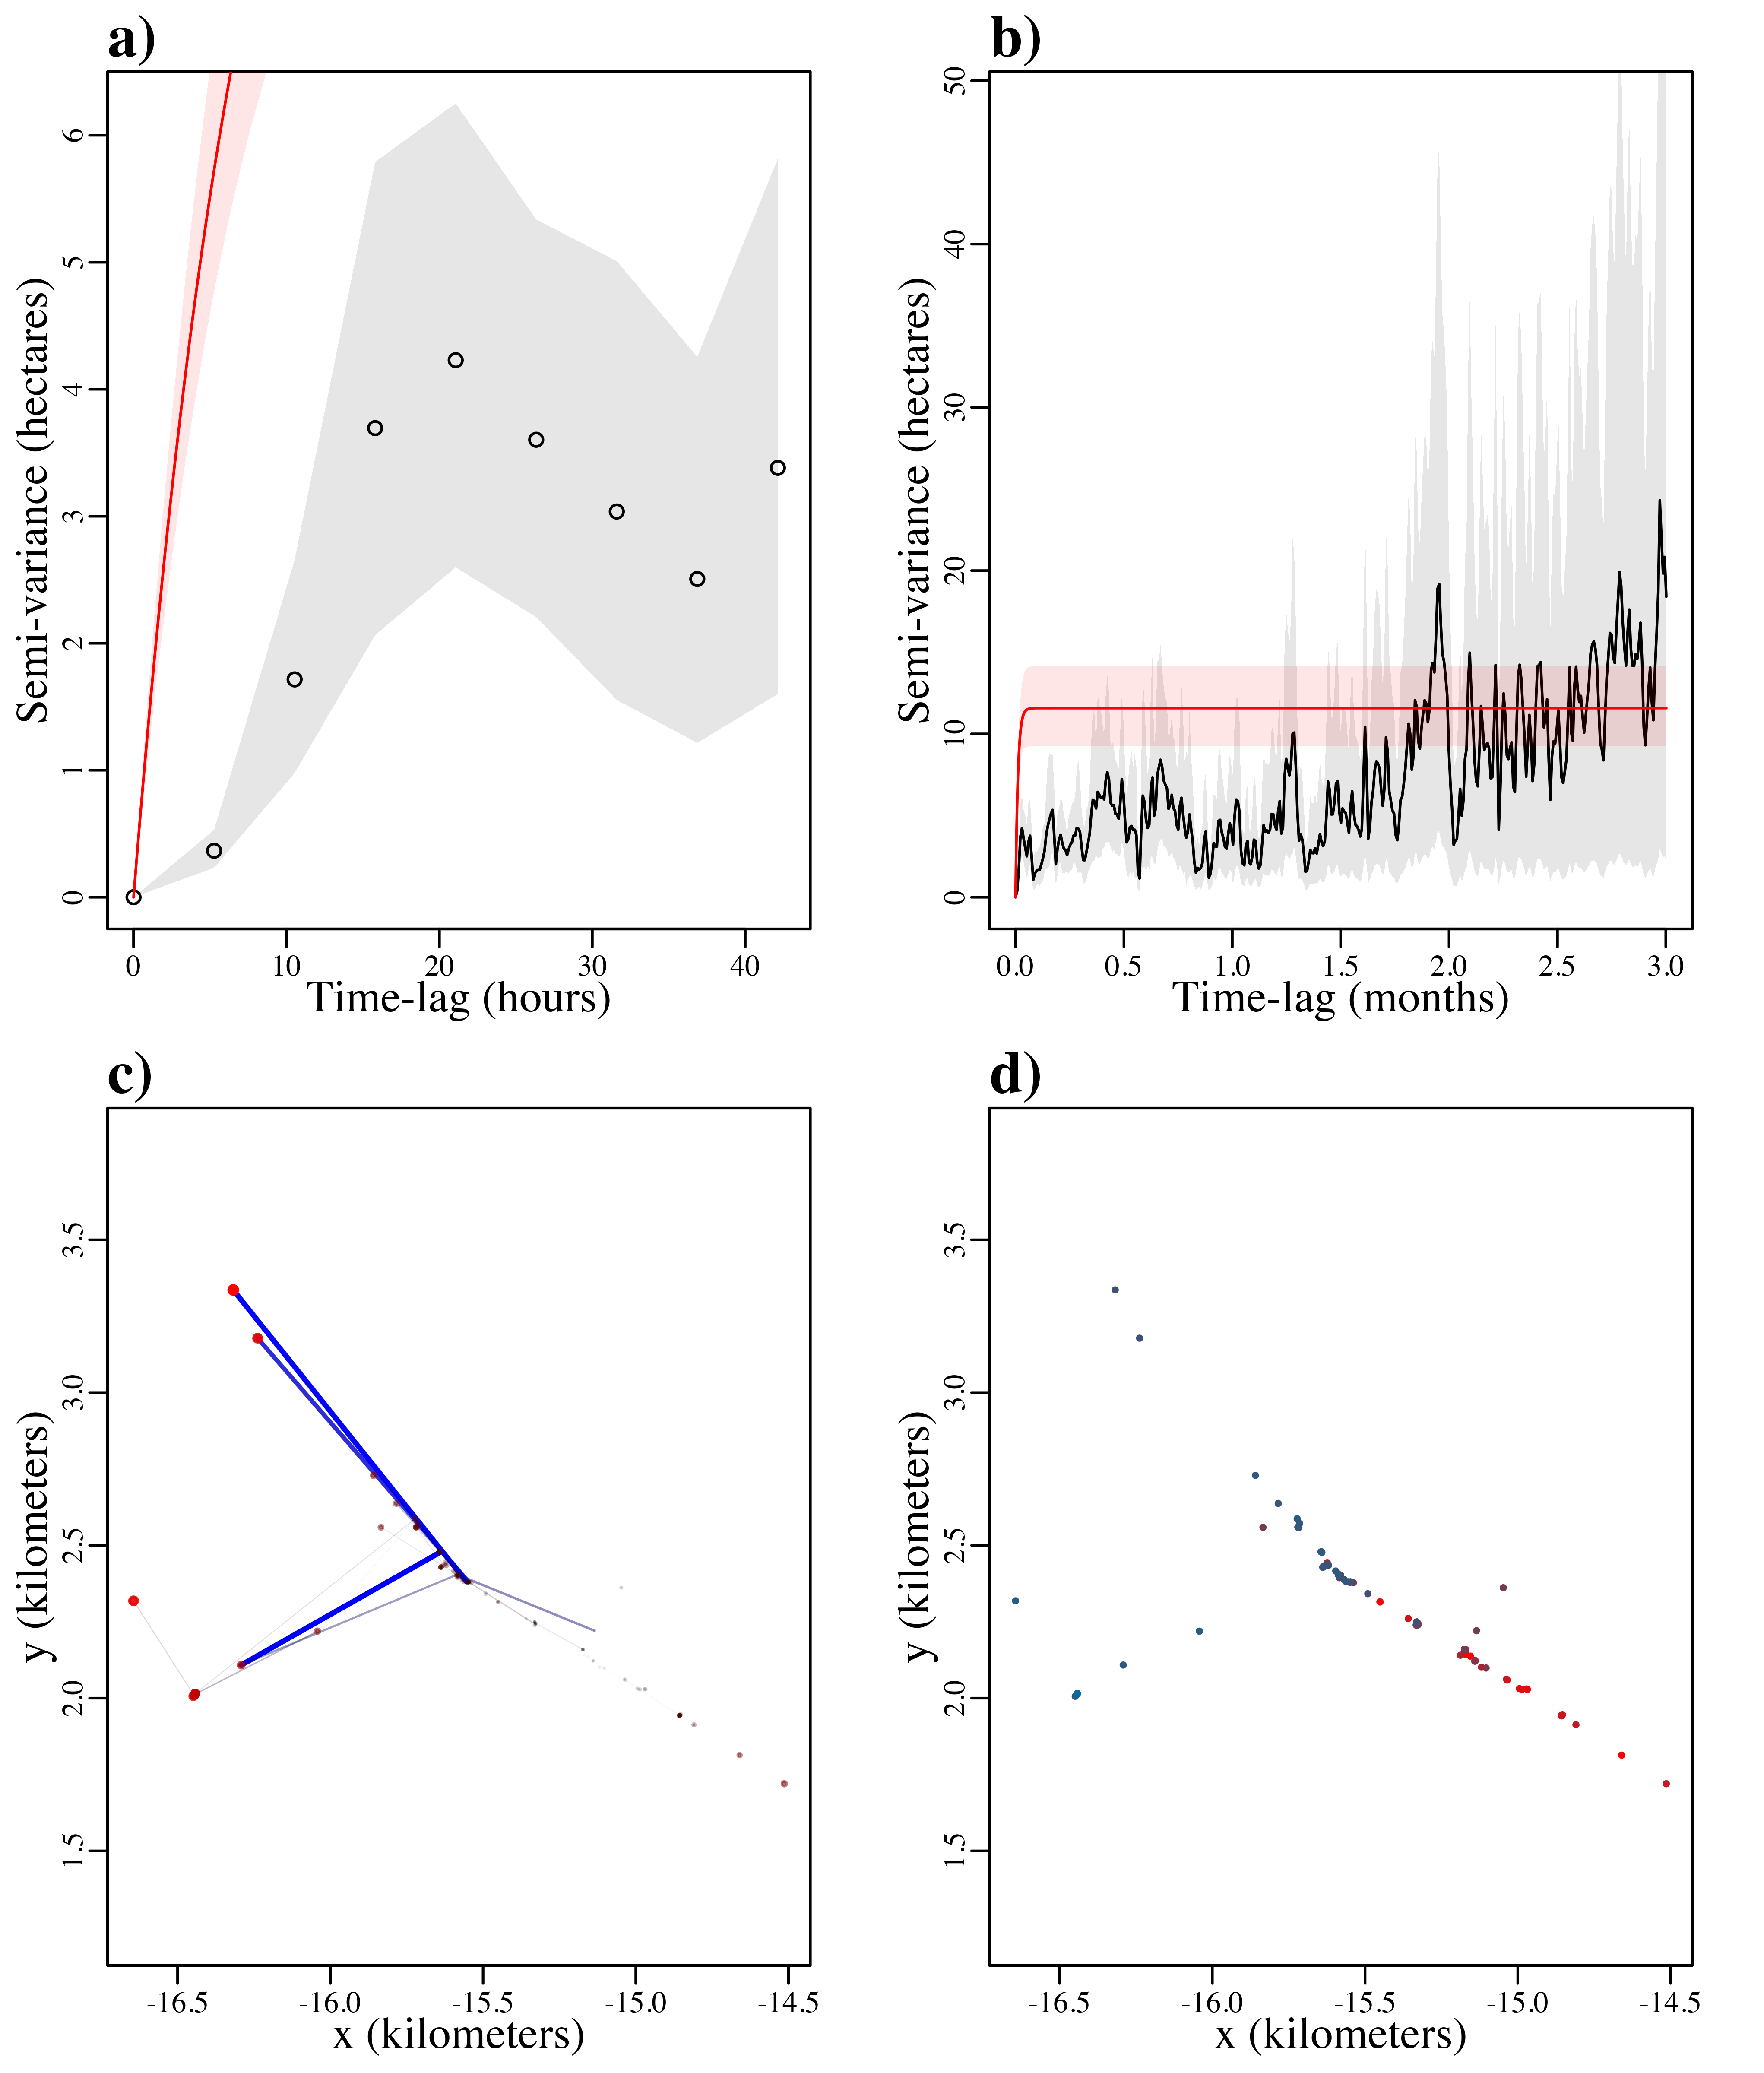 a)
Semi-variance (hectares)
0 1 2 3 4 5 6
0 10 20 30 40
Time-lag (hours)
b)
Semi-variance (hectares)
0 10 20 30 40 50
0.0 0.5 1.0 1.5 2.0 2.5 3.0
Time-lag (months)
c)
y (kilometers)
1.5 2.0 2.5 3.0 3.5
-16.5 -16.0 -15.5 -15.0 -14.5
x (kilometers)
d)
y (kilometers)
1.5 2.0 2.5 3.0 3.5
-16.5 -16.0 -15.5 -15.0 -14.5
x (kilometers)